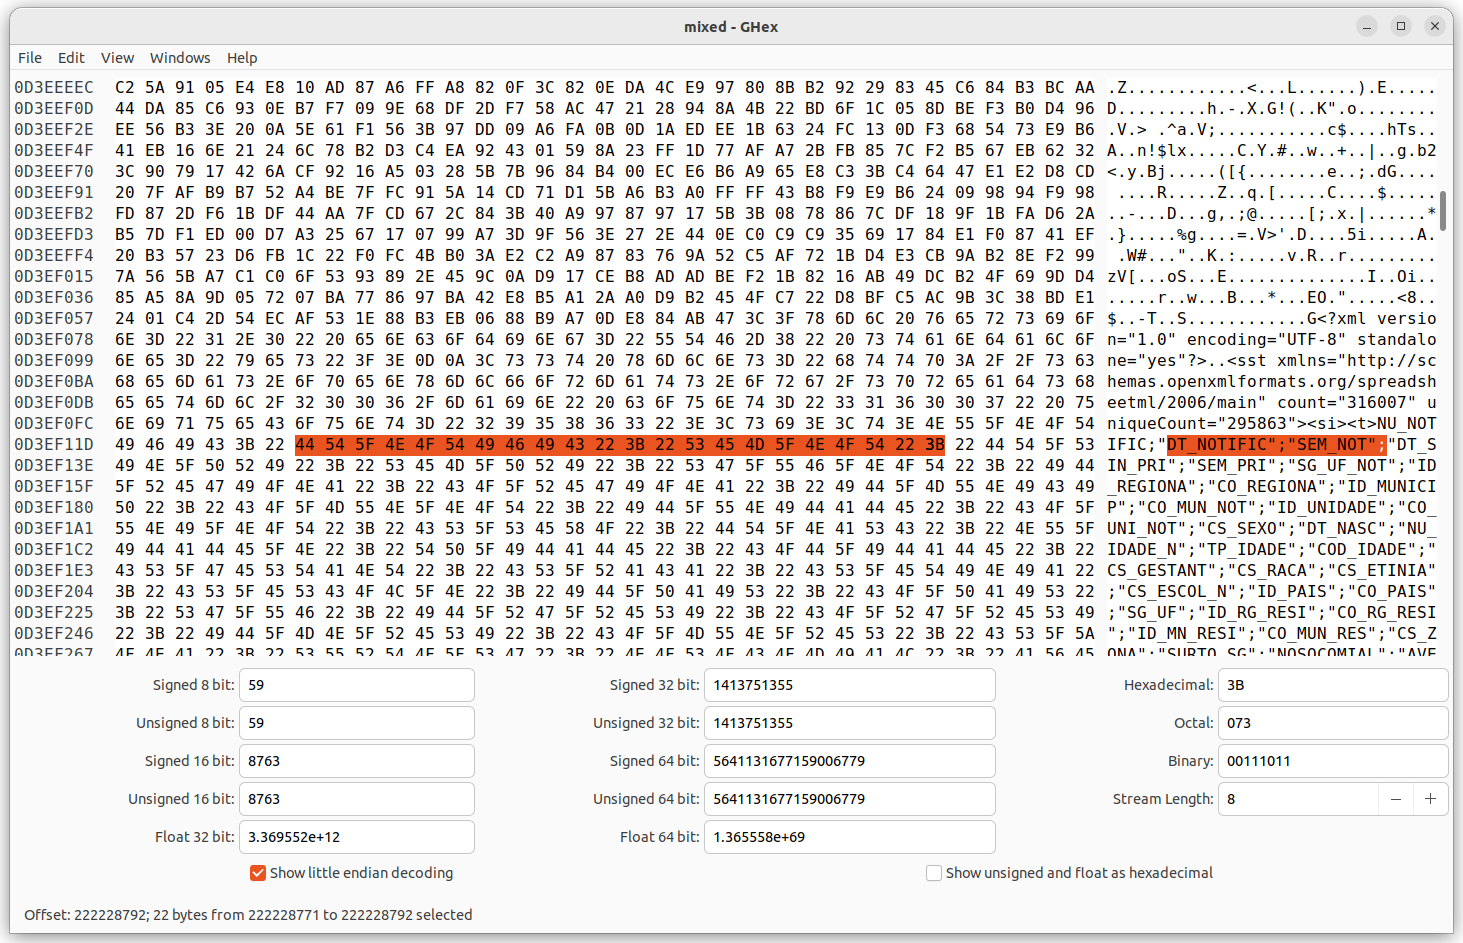 mixed - GHex
File Edit View Windows Help
0D3EEEEC C2 5A 91 05 E4 E8 10 AD 87 A6 FF A8 82 0F 3C 82 0E DA 4C E9 97 80 8B B2 92 29 83 45 C6 84 B3 BC AA .Z............<...L......).E.....
0D3EEF0D 44 DA 85 C6 93 0E B7 F7 09 9E 68 DF 2D F7 58 AC 47 21 28 94 8A 4B 22 BD 6F 1C 05 8D BE F3 B0 D4 96 D.........h.-.X.G!(..K".o........
0D3EEF2E EE 56 B3 3E 20 0A 5E 61 F1 56 3B 97 DD 09 A6 FA 0B 0D 1A ED EE 1B 63 24 FC 13 0D F3 68 54 73 E9 B6 .V.> .^a.V;...........c$....hTs..
0D3EEF4F 41 EB 16 6E 21 24 6C 78 B2 D3 C4 EA 92 43 01 59 8A 23 FF 1D 77 AF A7 2B FB 85 7C F2 B5 67 EB 62 32 A..n!$lx.....C.Y.#..w..+..|..g.b2
0D3EEF70 3C 90 79 17 42 6A CF 92 16 A5 03 28 5B 7B 96 84 B4 00 EC E6 B6 A9 65 E8 C3 3B C4 64 47 E1 E2 D8 CD <.y.Bj.....([{........e..;.dG....
0D3EEF91 20 7F AF B9 B7 52 A4 BE 7F FC 91 5A 14 CD 71 D1 5B A6 B3 A0 FF FF 43 B8 F9 E9 B6 24 09 98 94 F9 98 ....R.....Z..q.[.....C....$.....
0D3EEFB2 FD 87 2D F6 1B DF 44 AA 7F CD 67 2C 84 3B 40 A9 97 87 97 17 5B 3B 08 78 86 7C DF 18 9F 1B FA D6 2A ..-...D...g,.;@.....[;.x.|......*
0D3EEFD3 B5 7D F1 ED 00 D7 A3 25 67 17 07 99 A7 3D 9F 56 3E 27 2E 44 0E C0 C9 C9 35 69 17 84 E1 F0 87 41 EF .}.....%g....=.V>'.D....5i.....A.
0D3EEFF4 20 B3 57 23 D6 FB 1C 22 F0 FC 4B B0 3A E2 C2 A9 87 83 76 9A 52 C5 AF 72 1B D4 E3 CB 9A B2 8E F2 99 .W#..."..K.:.....v.R..r.........
0D3EF015 7A 56 5B A7 C1 C0 6F 53 93 89 2E 45 9C 0A D9 17 CE B8 AD AD BE F2 1B 82 16 AB 49 DC B2 4F 69 9D D4 zV[...oS...E..............I..Oi..
0D3EF036 85 A5 8A 9D 05 72 07 BA 77 86 97 BA 42 E8 B5 A1 2A A0 D9 B2 45 4F C7 22 D8 BF C5 AC 9B 3C 38 BD E1 .....r..w...B...*...EO.".....<8..
0D3EF057 24 01 C4 2D 54 EC AF 53 1E 88 B3 EB 06 88 B9 A7 0D E8 84 AB 47 3C 3F 78 6D 6C 20 76 65 72 73 69 6F $..-T..S............G<?xml versio
0D3EF078 6E 3D 22 31 2E 30 22 20 65 6E 63 6F 64 69 6E 67 3D 22 55 54 46 2D 38 22 20 73 74 61 6E 64 61 6C 6F n="1.0" encoding="UTF-8" standalo
0D3EF099 6E 65 3D 22 79 65 73 22 3F 3E 0D 0A 3C 73 73 74 20 78 6D 6C 6E 73 3D 22 68 74 74 70 3A 2F 2F 73 63 ne="yes"?>..<sst xmlns="http://sc
0D3EF0BA 68 65 6D 61 73 2E 6F 70 65 6E 78 6D 6C 66 6F 72 6D 61 74 73 2E 6F 72 67 2F 73 70 72 65 61 64 73 68 hemas.openxmlformats.org/spreadsh
0D3EF0DB 65 65 74 6D 6C 2F 32 30 30 36 2F 6D 61 69 6E 22 20 63 6F 75 6E 74 3D 22 33 31 36 30 30 37 22 20 75 eetml/2006/main" count="316007" u
0D3EF0FC 6E 69 71 75 65 43 6F 75 6E 74 3D 22 32 39 35 38 36 33 22 3E 3C 73 69 3E 3C 74 3E 4E 55 5F 4E 4F 54 niqueCount="295863"><si><t>NU_NOT
0D3EF11D 49 46 49 43 3B 22 44 54 5F 4E 4F 54 49 46 49 43 22 3B 22 53 45 4D 5F 4E 4F 54 22 3B 22 44 54 5F 53 IFIC;"DT_NOTIFIC";"SEM_NOT";"DT_S
0D3EF13E 49 4E 5F 50 52 49 22 3B 22 53 45 4D 5F 50 52 49 22 3B 22 53 47 5F 55 46 5F 4E 4F 54 22 3B 22 49 44 IN_PRI";"SEM_PRI";"SG_UF_NOT";"ID
0D3EF15F 5F 52 45 47 49 4F 4E 41 22 3B 22 43 4F 5F 52 45 47 49 4F 4E 41 22 3B 22 49 44 5F 4D 55 4E 49 43 49 _REGIONA";"CO_REGIONA";"ID_MUNICI
0D3EF180 50 22 3B 22 43 4F 5F 4D 55 4E 5F 4E 4F 54 22 3B 22 49 44 5F 55 4E 49 44 41 44 45 22 3B 22 43 4F 5F P";"CO_MUN_NOT";"ID_UNIDADE";"CO_
0D3EF1A1 55 4E 49 5F 4E 4F 54 22 3B 22 43 53 5F 53 45 58 4F 22 3B 22 44 54 5F 4E 41 53 43 22 3B 22 4E 55 5F UNI_NOT";"CS_SEXO";"DT_NASC";"NU_
0D3EF1C2 49 44 41 44 45 5F 4E 22 3B 22 54 50 5F 49 44 41 44 45 22 3B 22 43 4F 44 5F 49 44 41 44 45 22 3B 22 IDADE_N";"TP_IDADE";"COD_IDADE";"
0D3EF1E3 43 53 5F 47 45 53 54 41 4E 54 22 3B 22 43 53 5F 52 41 43 41 22 3B 22 43 53 5F 45 54 49 4E 49 41 22 CS_GESTANT";"CS_RACA";"CS_ETINIA"
0D3EF204 3B 22 43 53 5F 45 53 43 4F 4C 5F 4E 22 3B 22 49 44 5F 50 41 49 53 22 3B 22 43 4F 5F 50 41 49 53 22 ;"CS_ESCOL_N";"ID_PAIS";"CO_PAIS"
0D3EF225 3B 22 53 47 5F 55 46 22 3B 22 49 44 5F 52 47 5F 52 45 53 49 22 3B 22 43 4F 5F 52 47 5F 52 45 53 49 ;"SG_UF";"ID_RG_RESI";"CO_RG_RESI
0D3EF246 22 3B 22 49 44 5F 4D 4E 5F 52 45 53 49 22 3B 22 43 4F 5F 4D 55 4E 5F 52 45 53 22 3B 22 43 53 5F 5A ";"ID_MN_RESI";"CO_MUN_RES";"CS_Z
0D3EF267 4F 4E 41 22 3B 22 53 55 52 54 4F 5F 53 47 22 3B 22 4E 4F 53 4F 43 4F 4D 49 41 4C 22 3B 22 41 56 45 ONA";"SURTO_SG";"NOSOCOMIAL";"AVE
Signed 8 bit: 59 Signed 32 bit: 1413751355 Hexadecimal: 3B
Unsigned 8 bit: 59 Unsigned 32 bit: 1413751355 Octal: 073
Signed 16 bit: 8763 Signed 64 bit: 5641131677159006779 Binary: 00111011
Unsigned 16 bit: 8763 Unsigned 64 bit: 5641131677159006779 Stream Length: 8
Float 32 bit: 3.369552e+12 Float 64 bit: 1.365558e+69
Show little endian decoding Show unsigned and float as hexadecimal
Offset: 222228792; 22 bytes from 222228771 to 222228792 selected